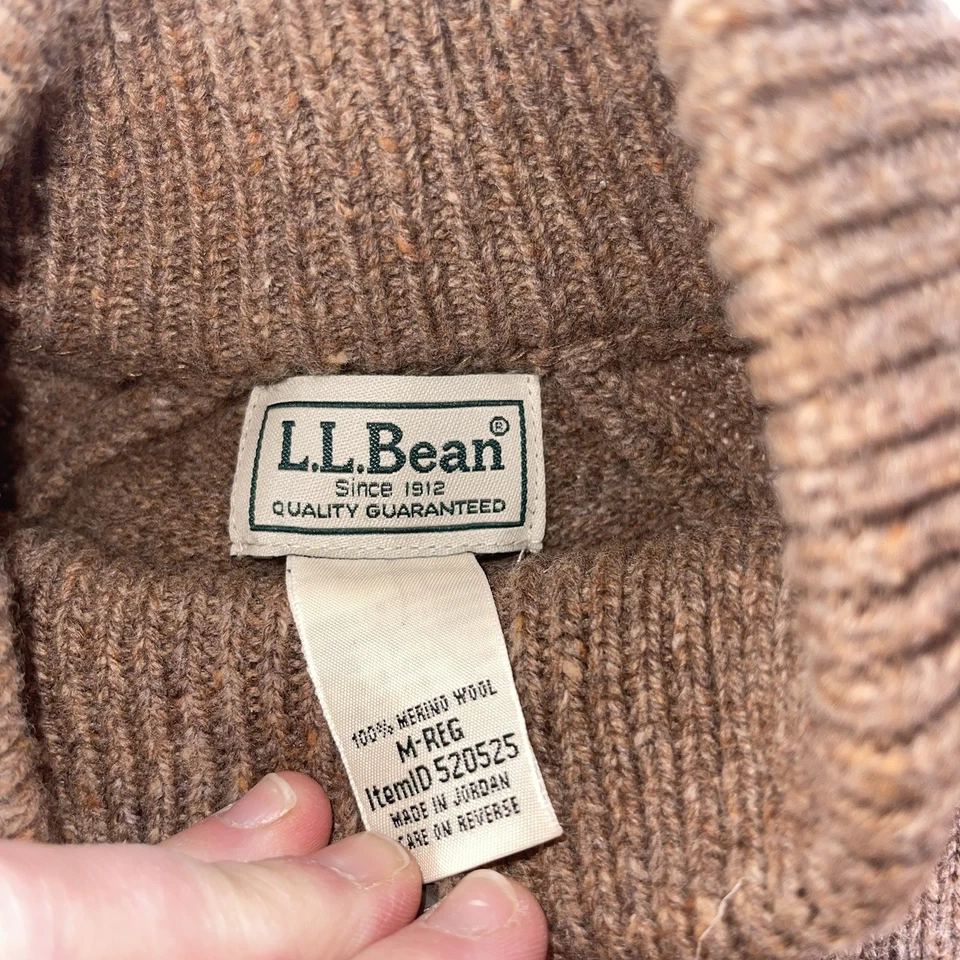 L.L.Bean®
Since 1912
QUALITY GUARANTEED
100% MERINO WOOL
M-REG
ItemID 520525
MADE IN JORDAN
CARE ON REVERSE